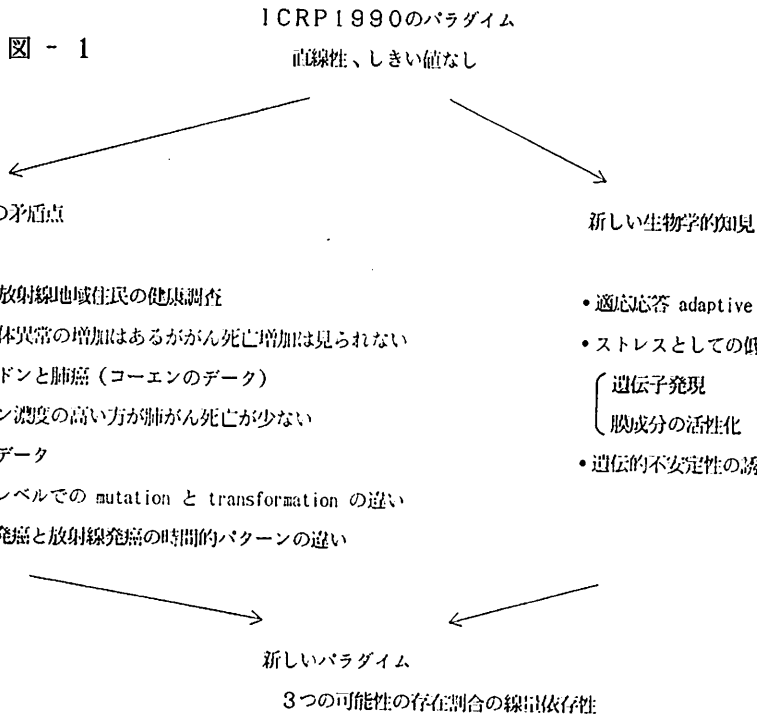 図 - 1
ICRP1990のパラダイム
直線性、しきい値なし
の矛盾点
放射線地域住民の健康調査
体異常の増加はあるががん死亡増加は見られない
ドンと肺癌 (コーエンのデータ)
ン濃度の高い方が肺がん死亡が少ない
データ
レベルでの mutation と transformation の違い
発癌と放射線発癌の時間的パターンの違い
新しい生物学的知見
• 適応応答 adaptive
• ストレスとしての低
遺伝子発現
膜成分の活性化
• 遺伝的不安定性の誘
新しいパラダイム
3つの可能性の存在割合の線量依存性